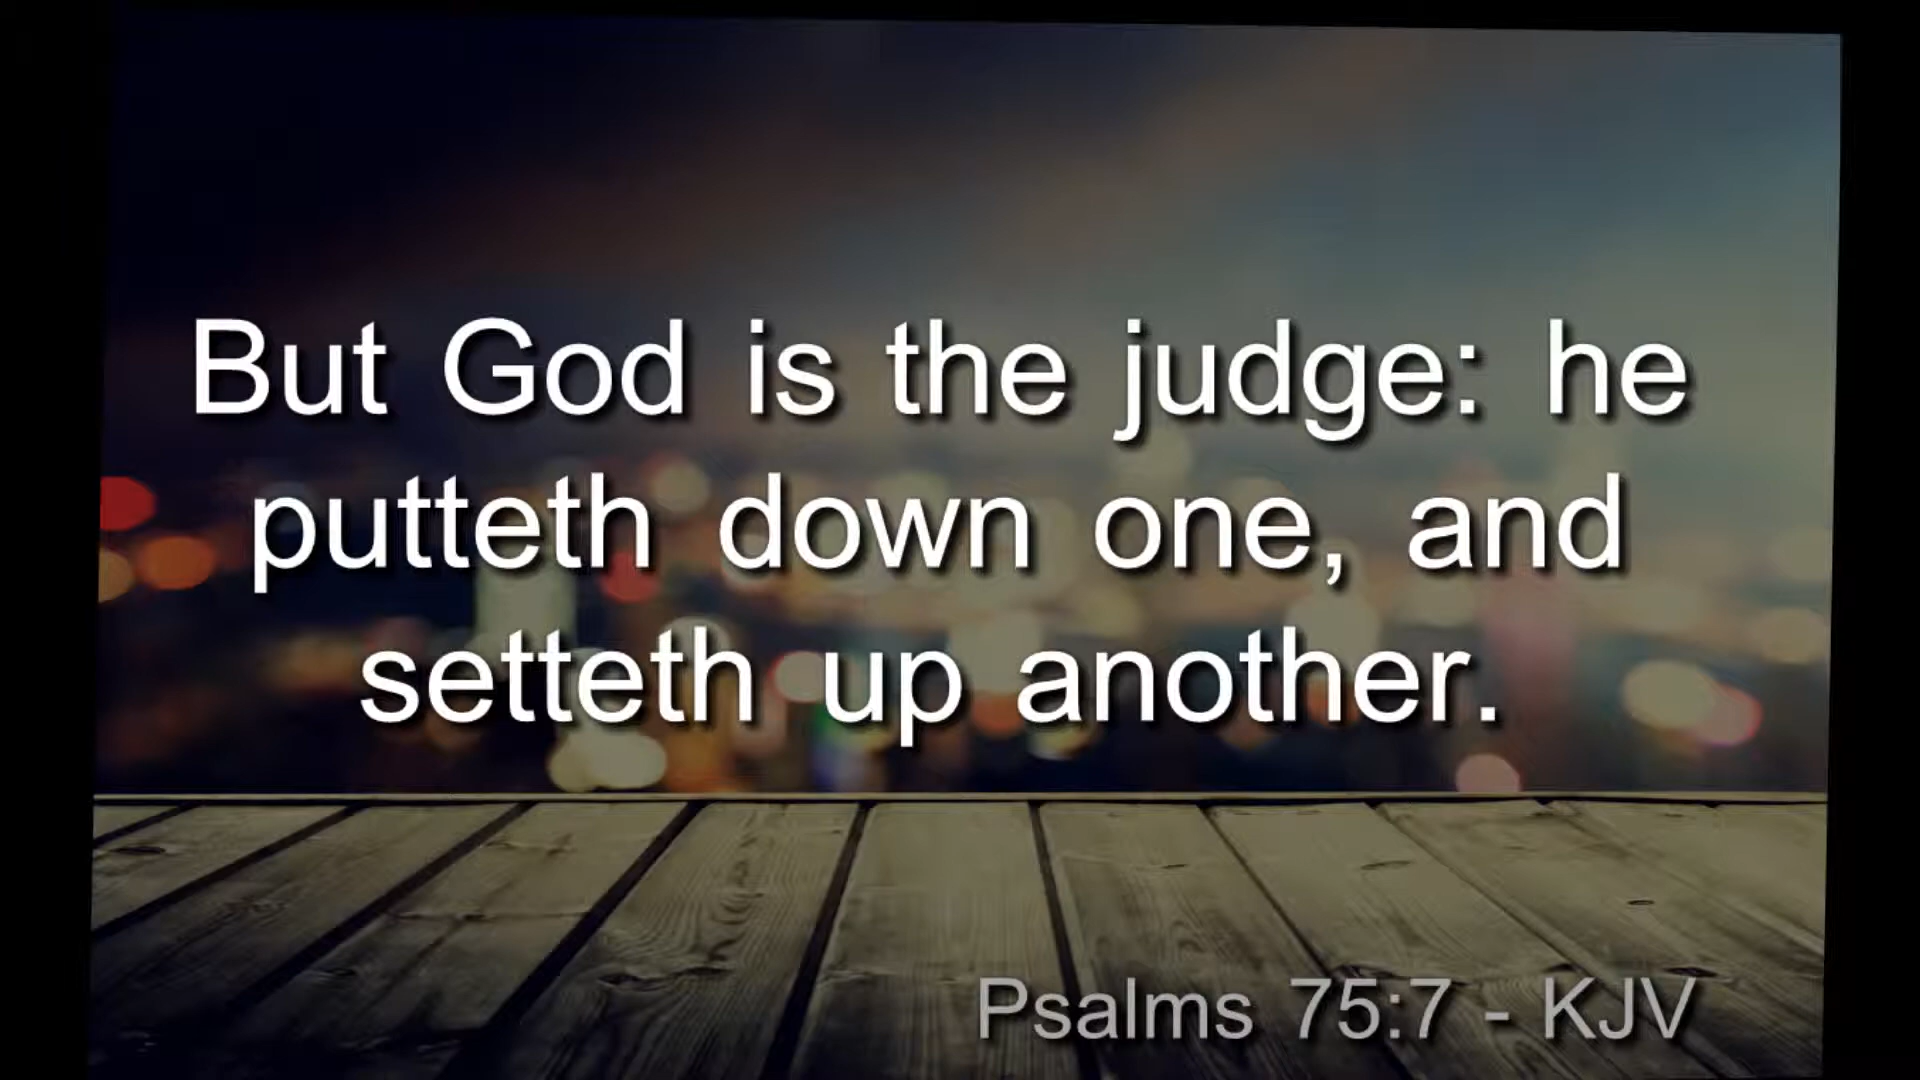 But God is the judge: he
putteth down one, and
setteth up another.
Psalms 75:7 - KJV